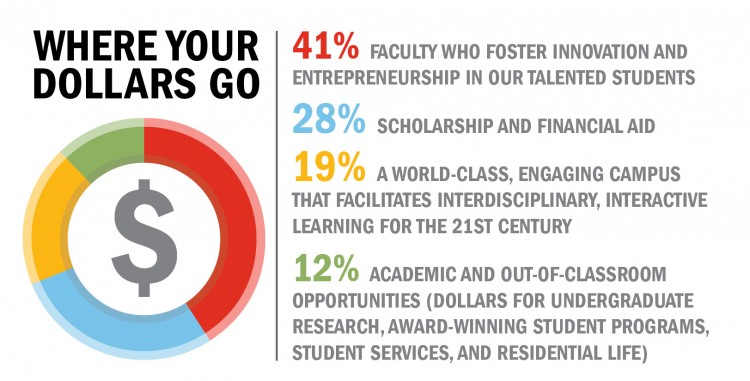 WHERE YOUR
DOLLARS GO
$
41% FACULTY WHO FOSTER INNOVATION AND
ENTREPRENEURSHIP IN OUR TALENTED STUDENTS
28% SCHOLARSHIP AND FINANCIAL AID
19% A WORLD-CLASS, ENGAGING CAMPUS
THAT FACILITATES INTERDISCIPLINARY, INTERACTIVE
LEARNING FOR THE 21ST CENTURY
12% ACADEMIC AND OUT-OF-CLASSROOM
OPPORTUNITIES (DOLLARS FOR UNDERGRADUATE
RESEARCH, AWARD-WINNING STUDENT PROGRAMS,
STUDENT SERVICES, AND RESIDENTIAL LIFE)